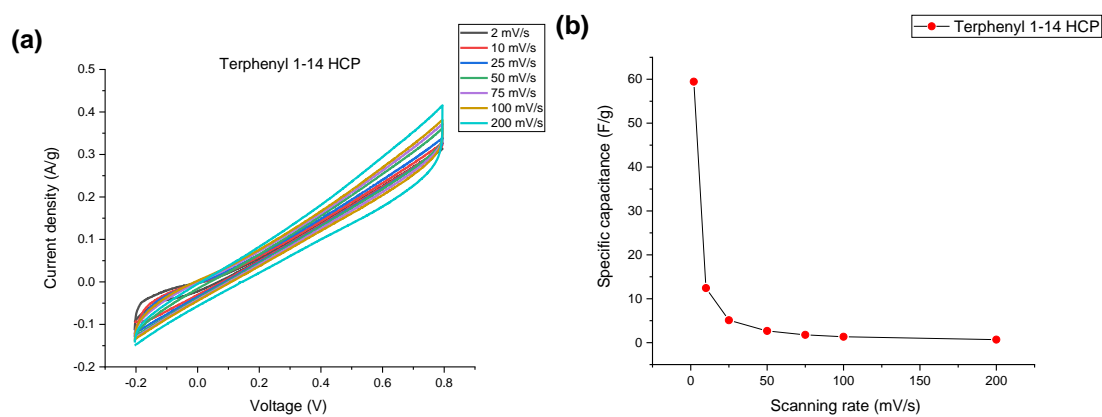 (a)
Terphenyl 1-14 HCP
2 mV/s
10 mV/s
25 mV/s
50 mV/s
75 mV/s
100 mV/s
200 mV/s
0.5
0.4
0.3
0.2
0.1
0.0
-0.1
-0.2
Current density (A/g)
-0.2 0.0 0.2 0.4 0.6 0.8
Voltage (V)
(b)
Terphenyl 1-14 HCP
60
50
40
30
20
10
0
Specific capacitance (F/g)
0 50 100 150 200
Scanning rate (mV/s)